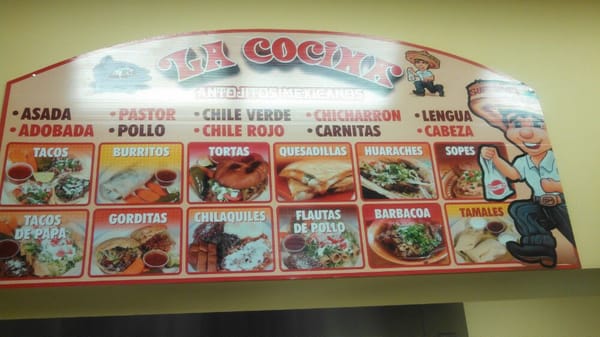 LA COCINA
ANTOJITOS MEXICANOS
• ASADA • PASTOR • CHILE VERDE • CHICHARRON • LENGUA
• ADOBADA • POLLO • CHILE ROJO • CARNITAS • CABEZA
TACOS BURRITOS TORTAS QUESADILLAS HUARACHES SOPES
TACOS DE PAPA GORDITAS CHILAQUILES FLAUTAS DE POLLO BARBACOA TAMALES